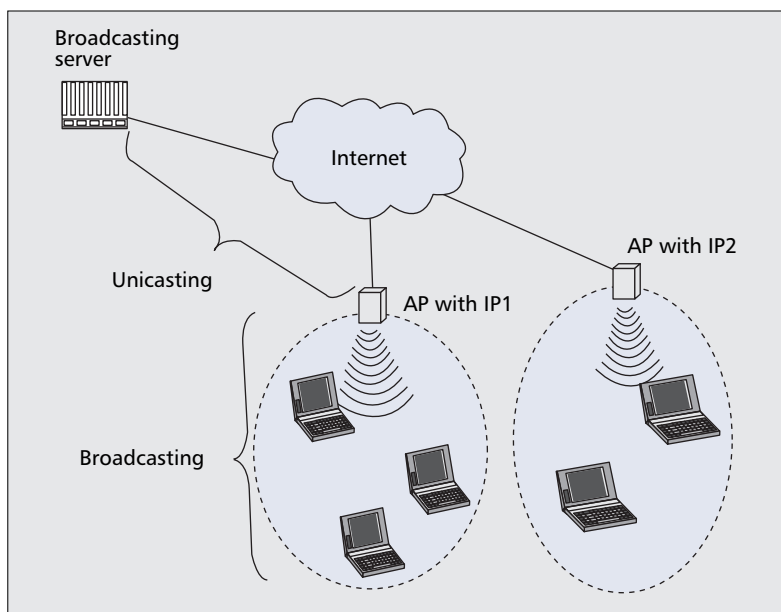 Broadcasting
server
Internet
AP with IP2
Unicasting
AP with IP1
Broadcasting